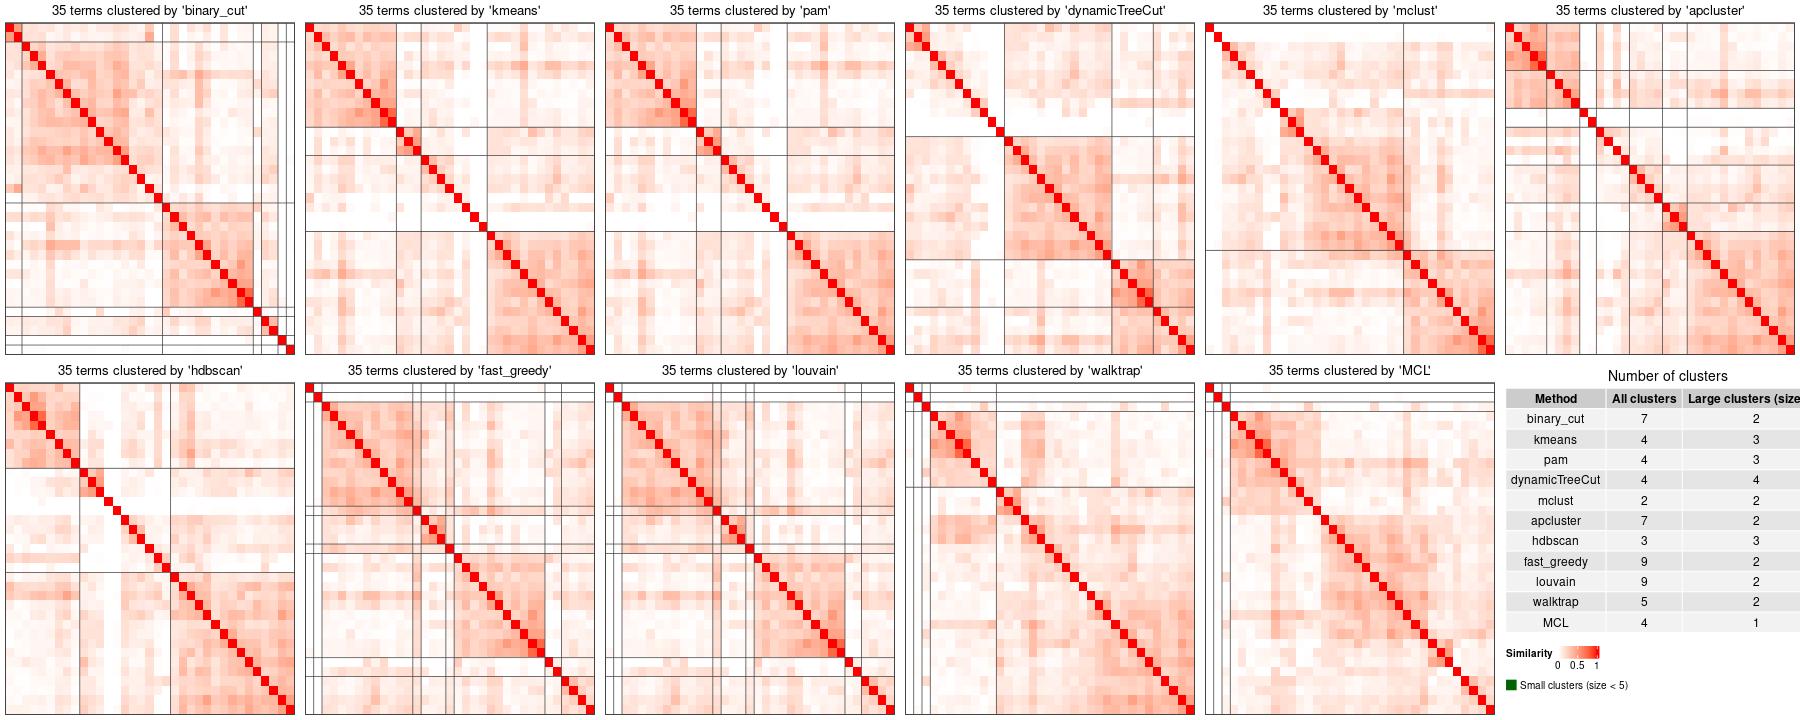 35 terms clustered by 'binary_cut'
35 terms clustered by 'kmeans'
35 terms clustered by 'pam'
35 terms clustered by 'dynamicTreeCut'
35 terms clustered by 'mclust'
35 terms clustered by 'apcluster'
35 terms clustered by 'hdbscan'
35 terms clustered by 'fast_greedy'
35 terms clustered by 'louvain'
35 terms clustered by 'walktrap'
35 terms clustered by 'MCL'
Number of clusters
Method All clusters Large clusters (size
binary_cut 7 2
kmeans 4 3
pam 4 3
dynamicTreeCut 4 4
mclust 2 2
apcluster 7 2
hdbscan 3 3
fast_greedy 9 2
louvain 9 2
walktrap 5 2
MCL 4 1
Similarity
0 0.5 1
Small clusters (size < 5)